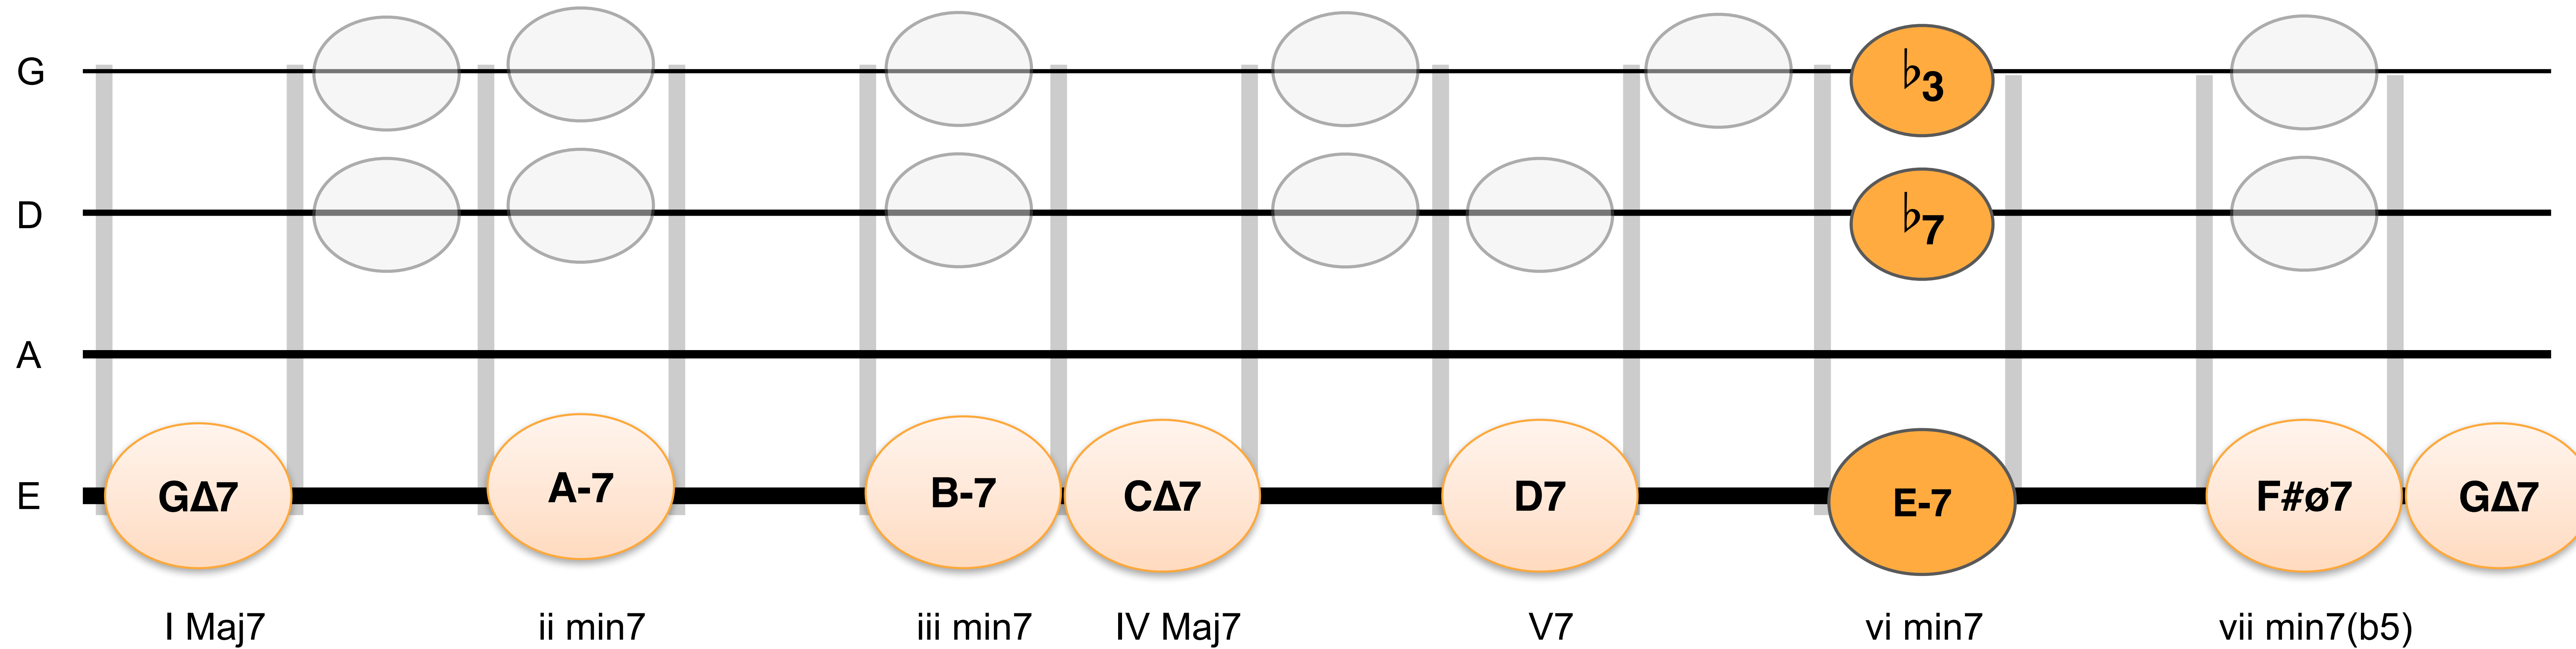 G
♭3
D
♭7
A
E GΔ7 A-7 B-7 CΔ7 D7 E-7 F#ø7 GΔ7
I Maj7 ii min7 iii min7 IV Maj7 V7 vi min7 vii min7(b5)